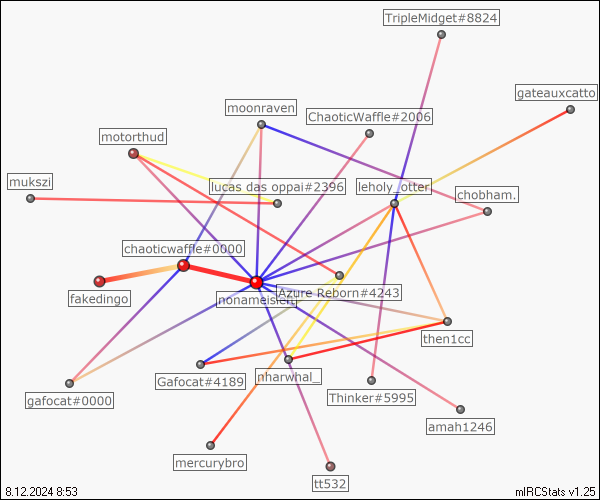 TripleMidget#8824
gateauxcatto
moonraven
ChaoticWaffle#2006
motorthud
mukszi
lucas das oppai#2396
leholy_otter
chobham.
chaoticwaffle#0000
fakedingo
Azure Reborn#4243
then1cc
Gafocat#4189
nharwhal_
gafocat#0000
Thinker#5995
amah1246
mercurybro
tt532
8.12.2024 8:53
mIRCStats v1.25